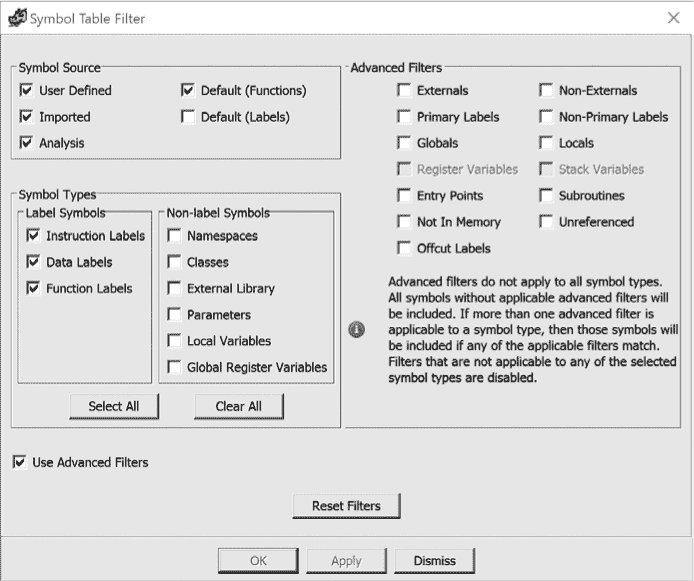 Symbol Table Filter
Symbol Source
User Defined
Default (Functions)
Imported
Default (Labels)
Analysis
Symbol Types
Label Symbols
Instruction Labels
Data Labels
Function Labels
Non-label Symbols
Namespaces
Classes
External Library
Parameters
Local Variables
Global Register Variables
Select All
Clear All
Advanced Filters
Externals
Non-Externals
Primary Labels
Non-Primary Labels
Globals
Locals
Register Variables
Stack Variables
Entry Points
Subroutines
Not In Memory
Unreferenced
Offcut Labels
Advanced filters do not apply to all symbol types.
All symbols without applicable advanced filters will
be included. If more than one advanced filter is
applicable to a symbol type, then those symbols will
be included if any of the applicable filters match.
Filters that are not applicable to any of the selected
symbol types are disabled.
Use Advanced Filters
Reset Filters
OK
Apply
Dismiss